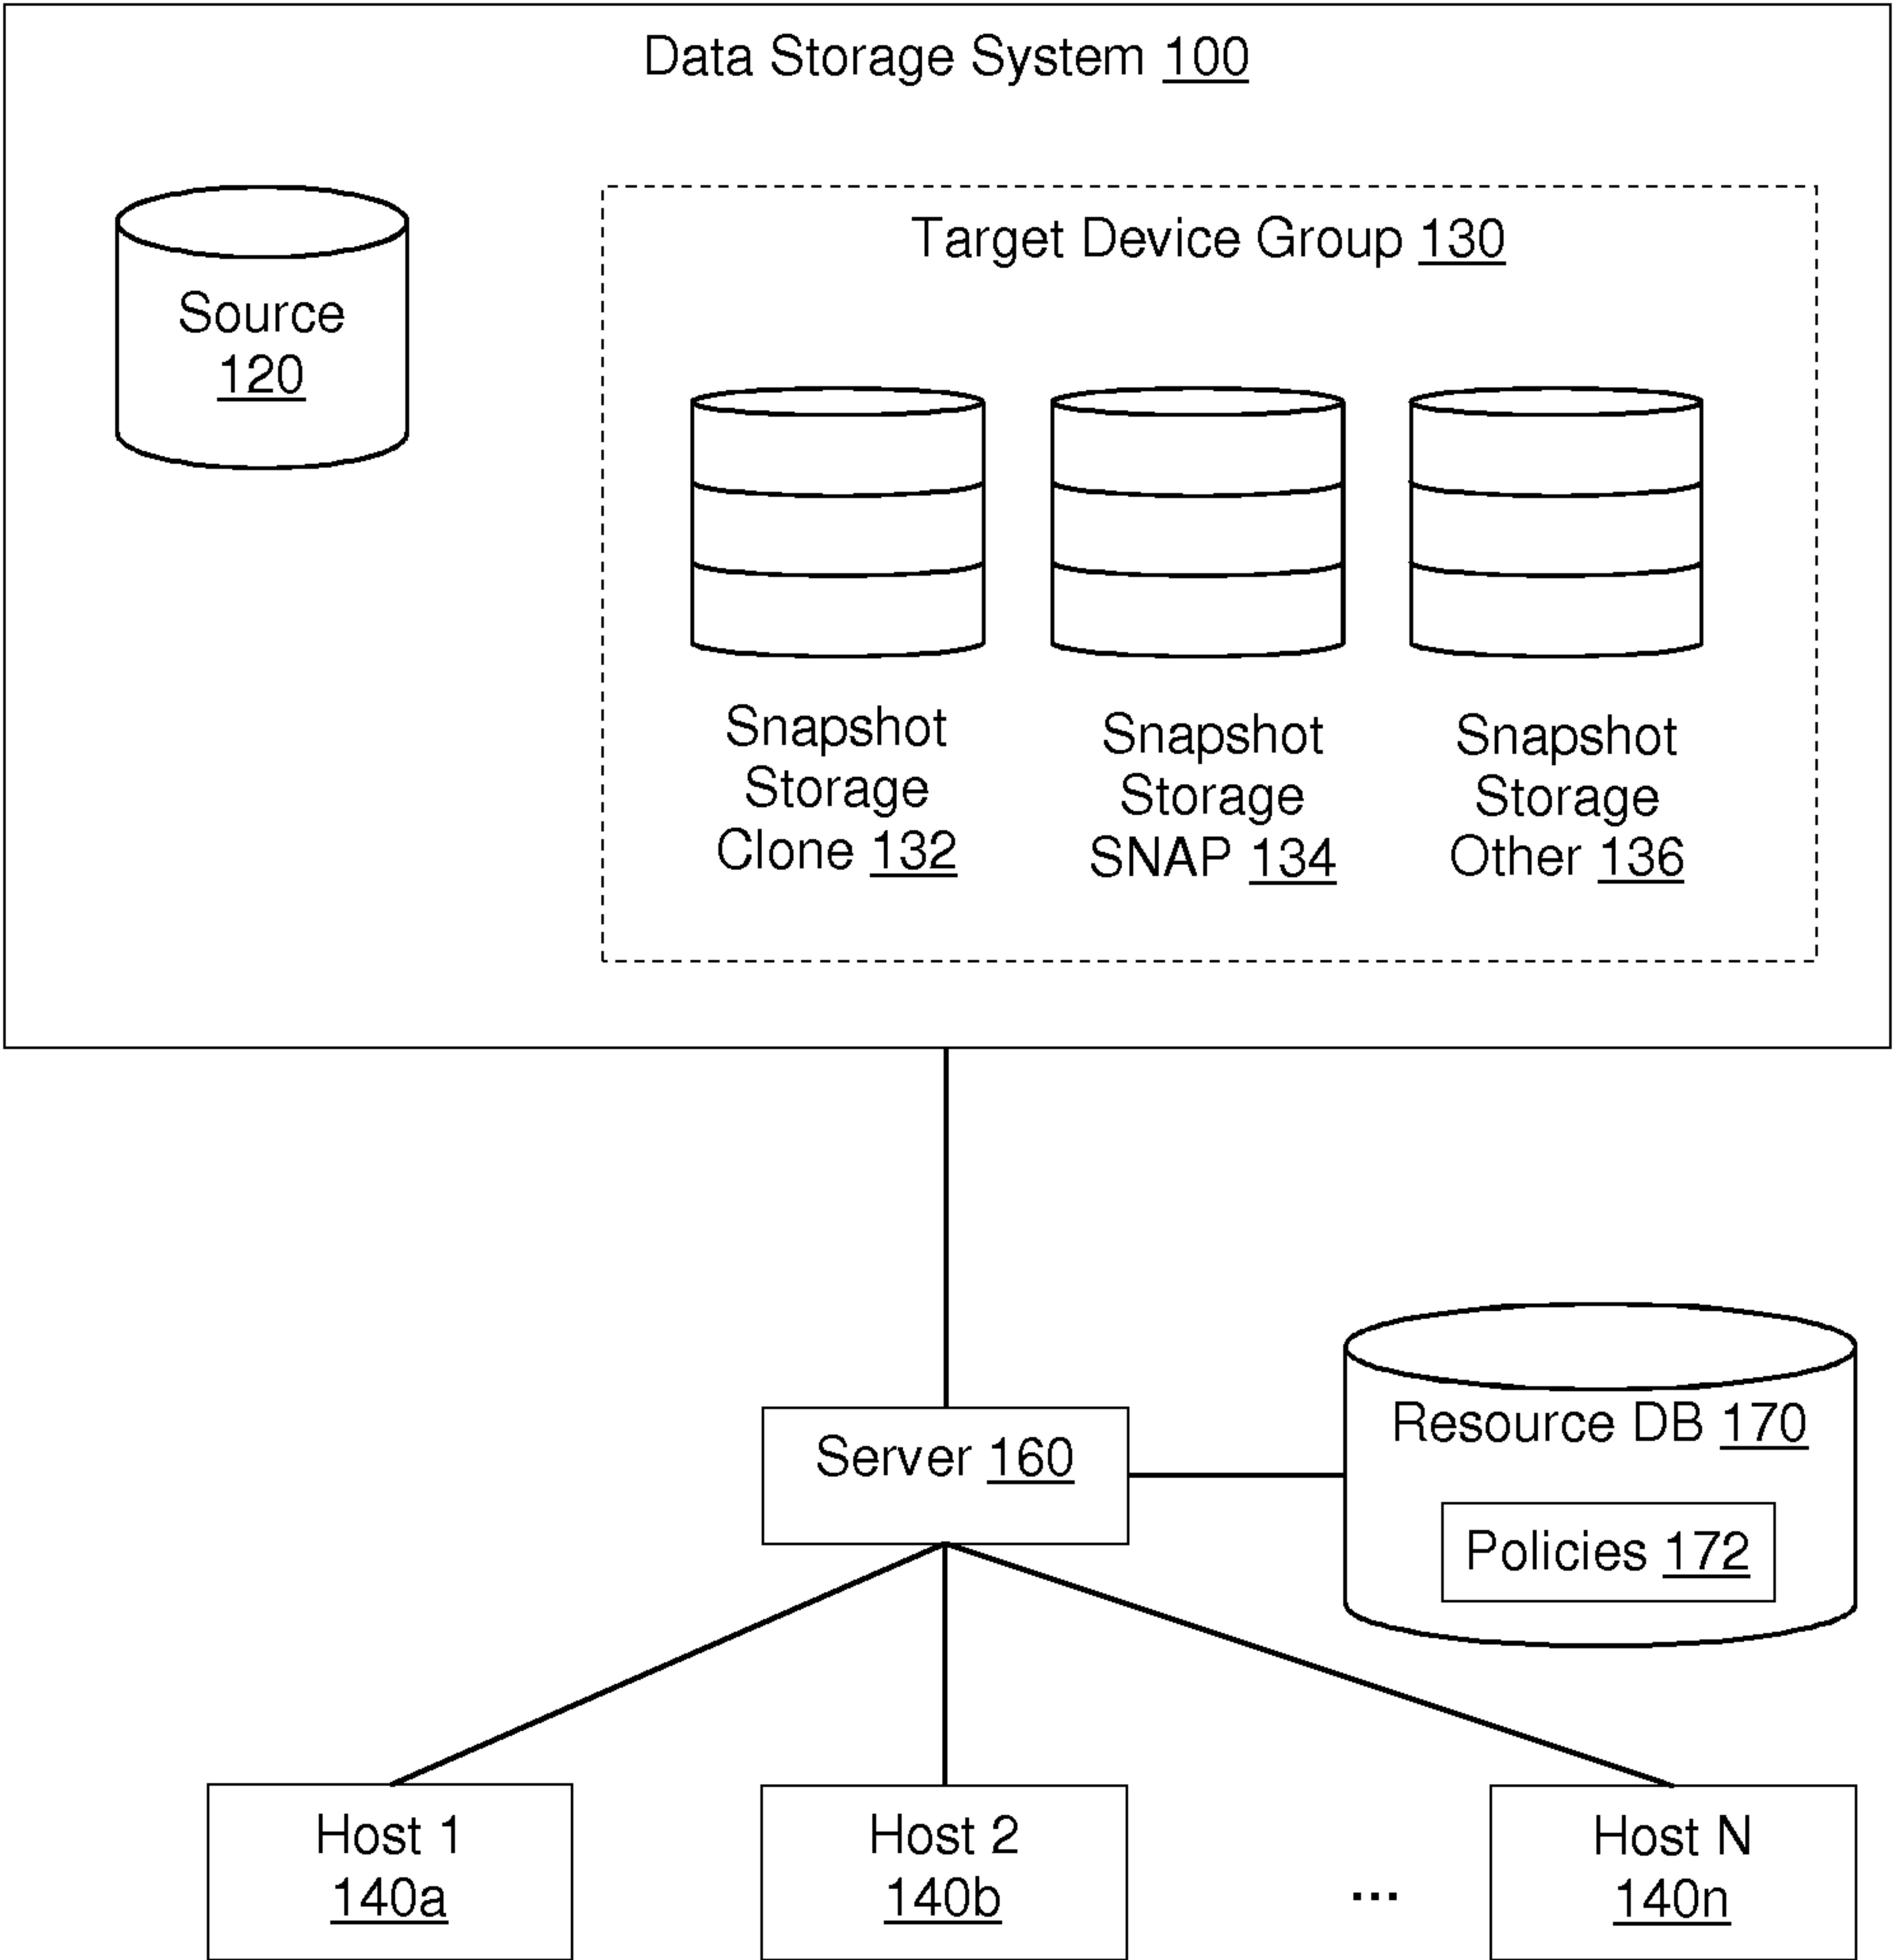 Data Storage System 100
Source
120
Target Device Group 130
Snapshot
Storage
Clone 132
Snapshot
Storage
SNAP 134
Snapshot
Storage
Other 136
Server 160
Resource DB 170
Policies 172
Host 1
140a
Host 2
140b
...
Host N
140n